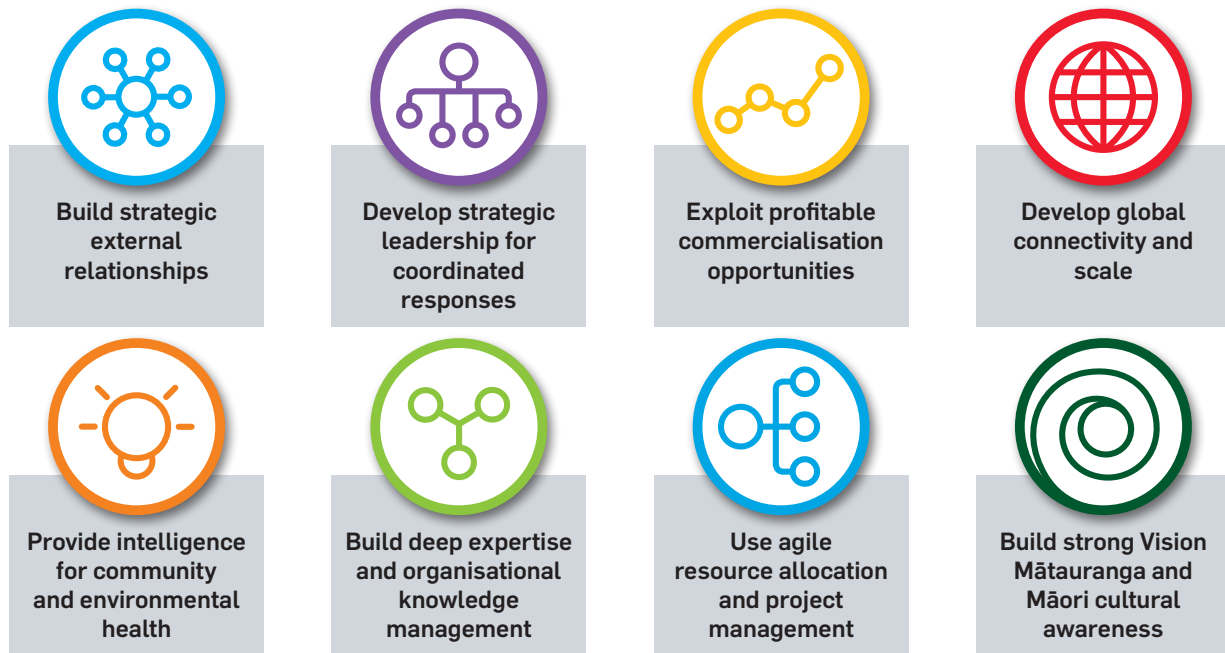 Build strategic
external
relationships
Develop strategic
leadership for
coordinated
responses
Exploit profitable
commercialisation
opportunities
Develop global
connectivity and
scale
Provide intelligence
for community
and environmental
health
Build deep expertise
and organisational
knowledge
management
Use agile
resource allocation
and project
management
Build strong Vision
Mātauranga and
Māori cultural
awareness